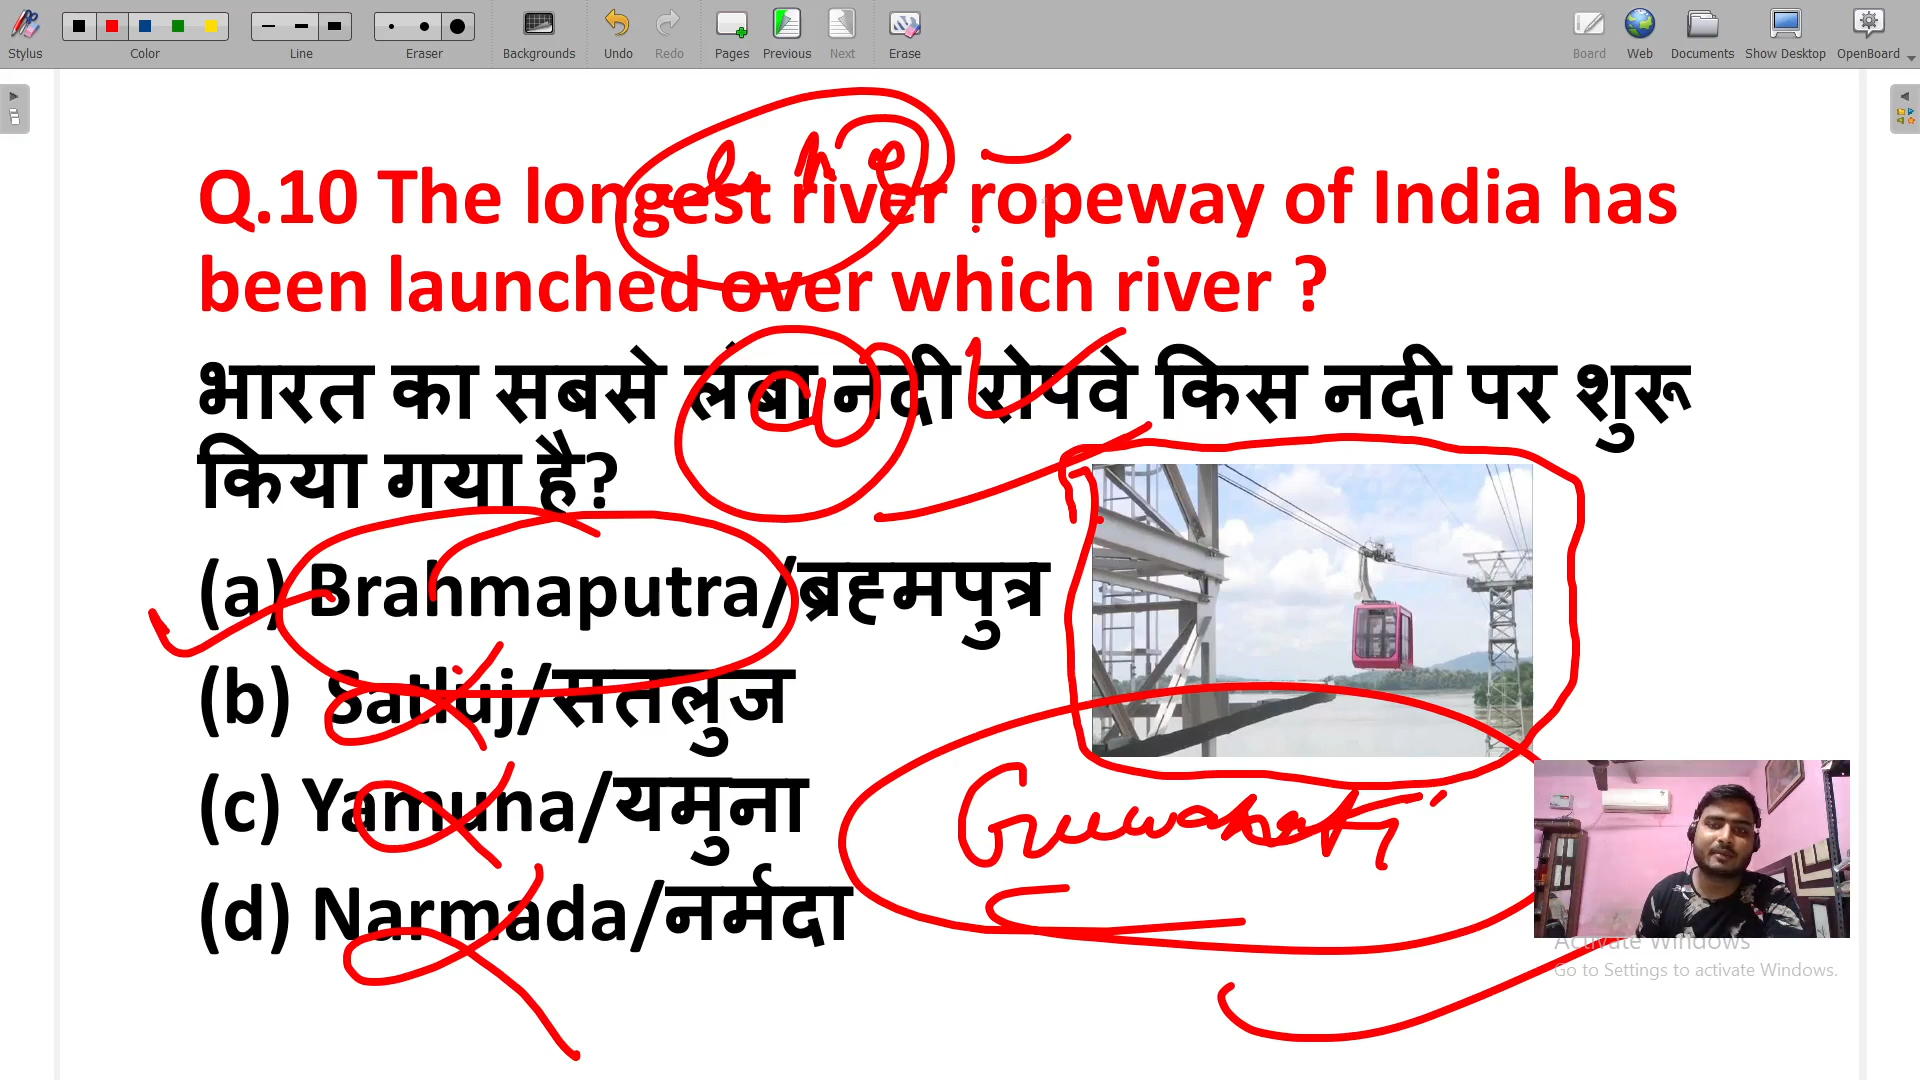 Stylus Color Line Eraser Backgrounds Undo Redo Pages Previous Next Erase Board Web Documents Show Desktop OpenBoard
Q.10 The longest river ropeway of India has
been launched over which river ?
भारत का सबसे लंबा नदी रोपवे किस नदी पर शुरू
किया गया है?
(a) Brahmaputra/ब्रह्मपुत्र
(b) Satluj/सतलुज
(c) Yamuna/यमुना
(d) Narmada/नर्मदा
Guwahati
Activate Windows
Go to Settings to activate Windows.